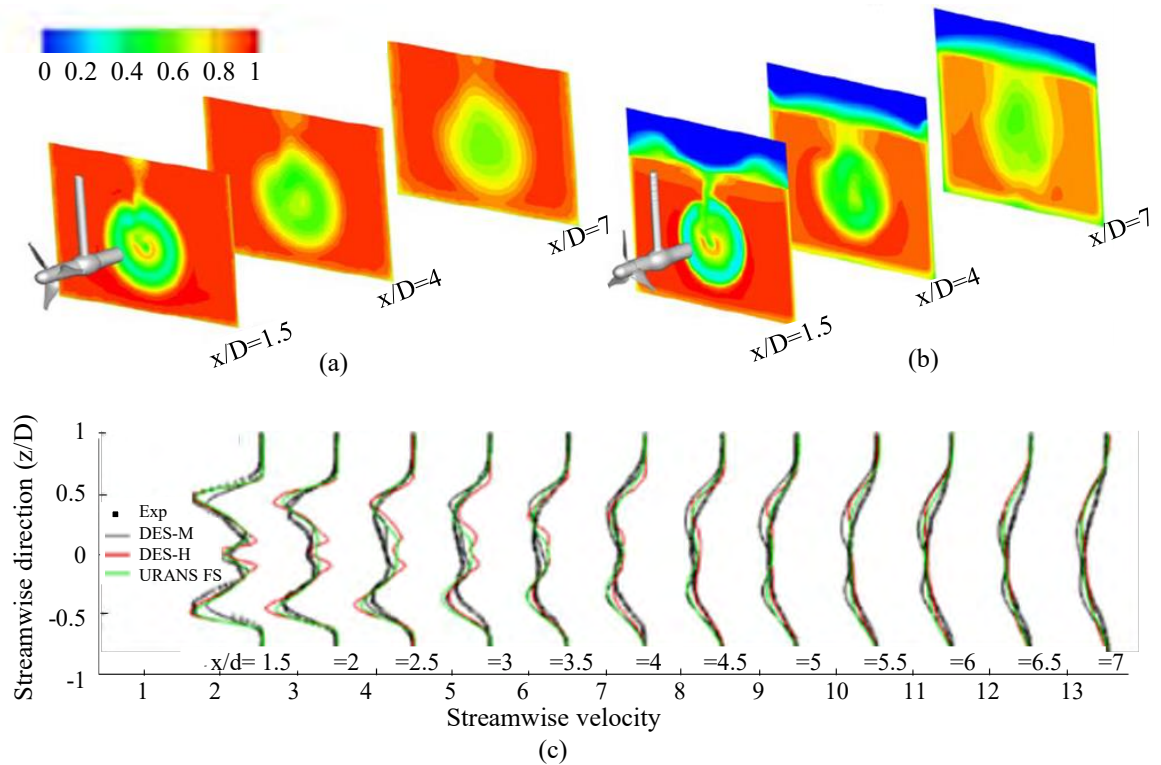 0 0.2 0.4 0.6 0.8 1
x/D=1.5
x/D=4
x/D=7
(a)
x/D=1.5
x/D=4
x/D=7
(b)
Streamwise direction (z/D)
1
0.5
0
-0.5
-1
Exp
DES-M
DES-H
URANS FS
x/d= 1.5 =2 =2.5 =3 =3.5 =4 =4.5 =5 =5.5 =6 =6.5 =7
1 2 3 4 5 6 7 8 9 10 11 12 13
Streamwise velocity
(c)